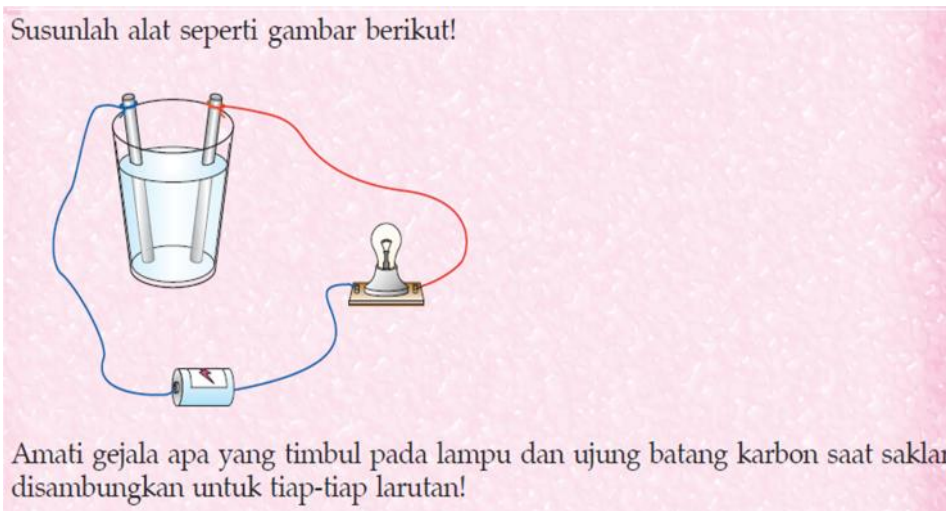 Susunlah alat seperti gambar berikut!
Amati gejala apa yang timbul pada lampu dan ujung batang karbon saat saklar
disambungkan untuk tiap-tiap larutan!